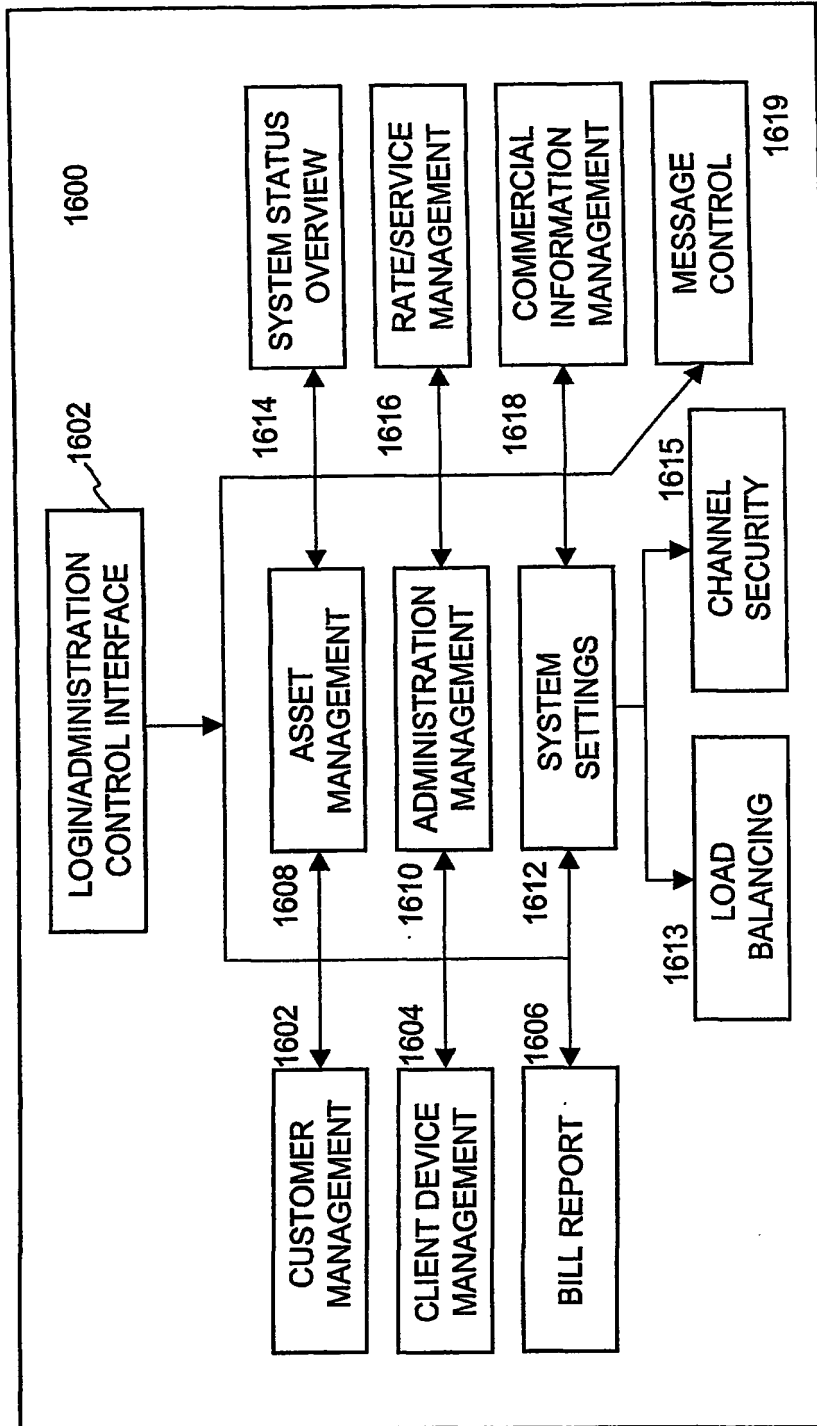 1600
LOGIN/ADMINISTRATION
CONTROL INTERFACE
1602
CUSTOMER
MANAGEMENT
1602
1608
ASSET
MANAGEMENT
1614
SYSTEM STATUS
OVERVIEW
CLIENT DEVICE
MANAGEMENT
1604
1610
ADMINISTRATION
MANAGEMENT
1616
RATE/SERVICE
MANAGEMENT
BILL REPORT
1606
1612
SYSTEM
SETTINGS
1618
COMMERCIAL
INFORMATION
MANAGEMENT
1613
LOAD
BALANCING
CHANNEL
SECURITY
1615
MESSAGE
CONTROL
1619